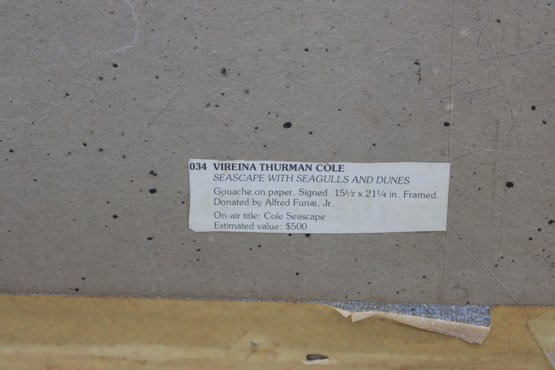 034 VIREINA THURMAN COLE
SEASCAPE WITH SEAGULLS AND DUNES
Gouache on paper. Signed. 15½ x 21¼ in. Framed.
Donated by Alfred Funai, Jr.
On-air title: Cole Seascape
Estimated value: $500